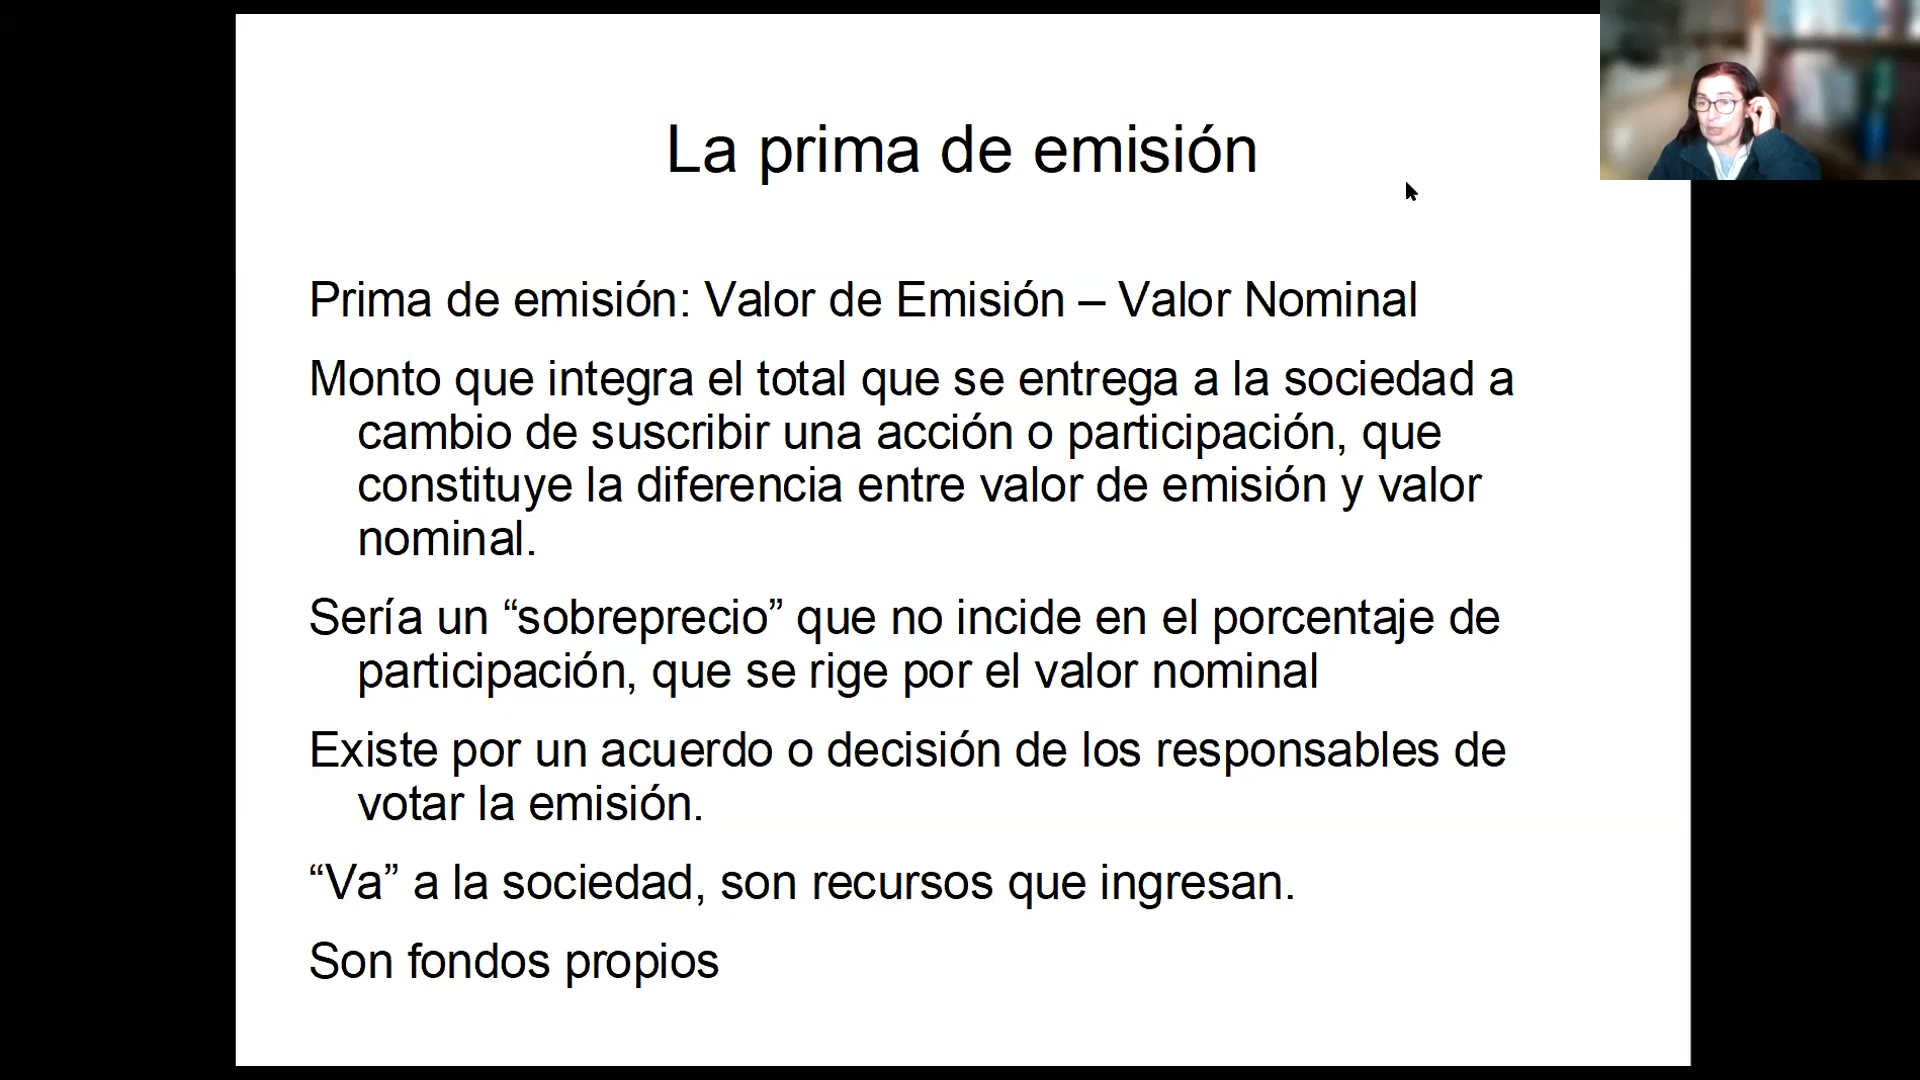 La prima de emisión
Prima de emisión: Valor de Emisión – Valor Nominal
Monto que integra el total que se entrega a la sociedad a
cambio de suscribir una acción o participación, que
constituye la diferencia entre valor de emisión y valor
nominal.
Sería un “sobreprecio” que no incide en el porcentaje de
participación, que se rige por el valor nominal
Existe por un acuerdo o decisión de los responsables de
votar la emisión.
“Va” a la sociedad, son recursos que ingresan.
Son fondos propios